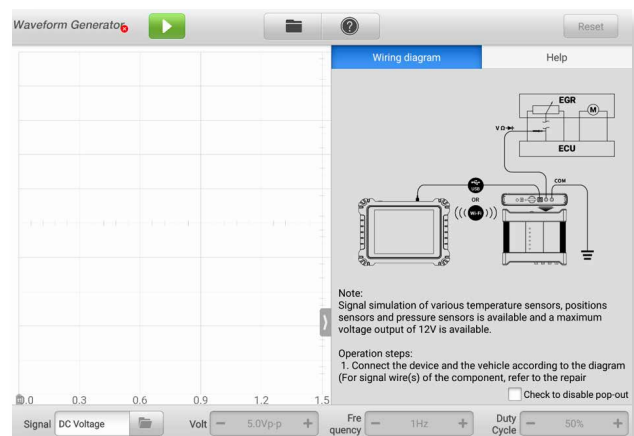 Waveform Generator
Reset
Wiring diagram
Help
EGR
M
V Ω
ECU
USB
OR
Wi-Fi
COM
Note:
Signal simulation of various temperature sensors, positions
sensors and pressure sensors is available and a maximum
voltage output of 12V is available.
Operation steps:
1. Connect the device and the vehicle according to the diagram
(For signal wire(s) of the component, refer to the repair
Check to disable pop-out
0.0 0.3 0.6 0.9 1.2 1.5
Signal DC Voltage Volt − 5.0Vp-p + Fre
quency − 1Hz + Duty
Cycle − 50% +